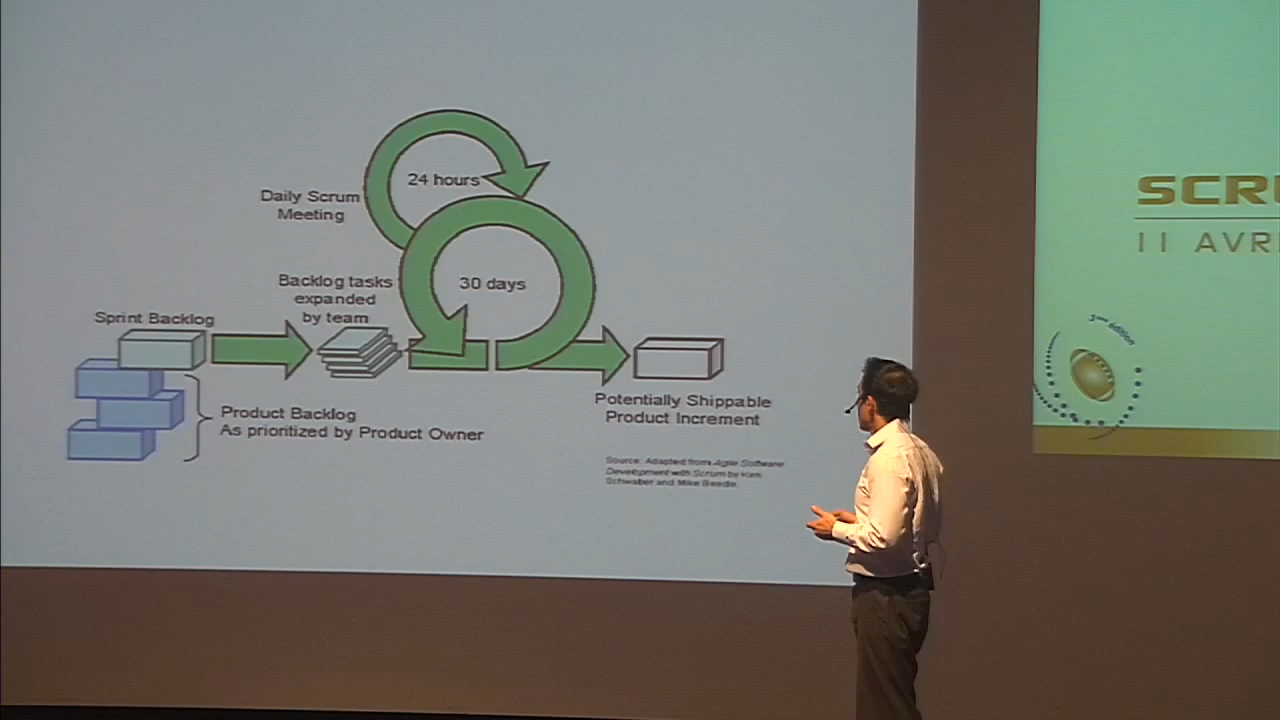 24 hours
Daily Scrum
Meeting
Backlog tasks
expanded
by team
30 days
Sprint Backlog
Potentially Shippable
Product Increment
Product Backlog
As prioritized by Product Owner
Source: Adapted from Agile Software
Development with Scrum by Ken
Schwaber and Mike Beedle.
SCRU
11 AVR
édition